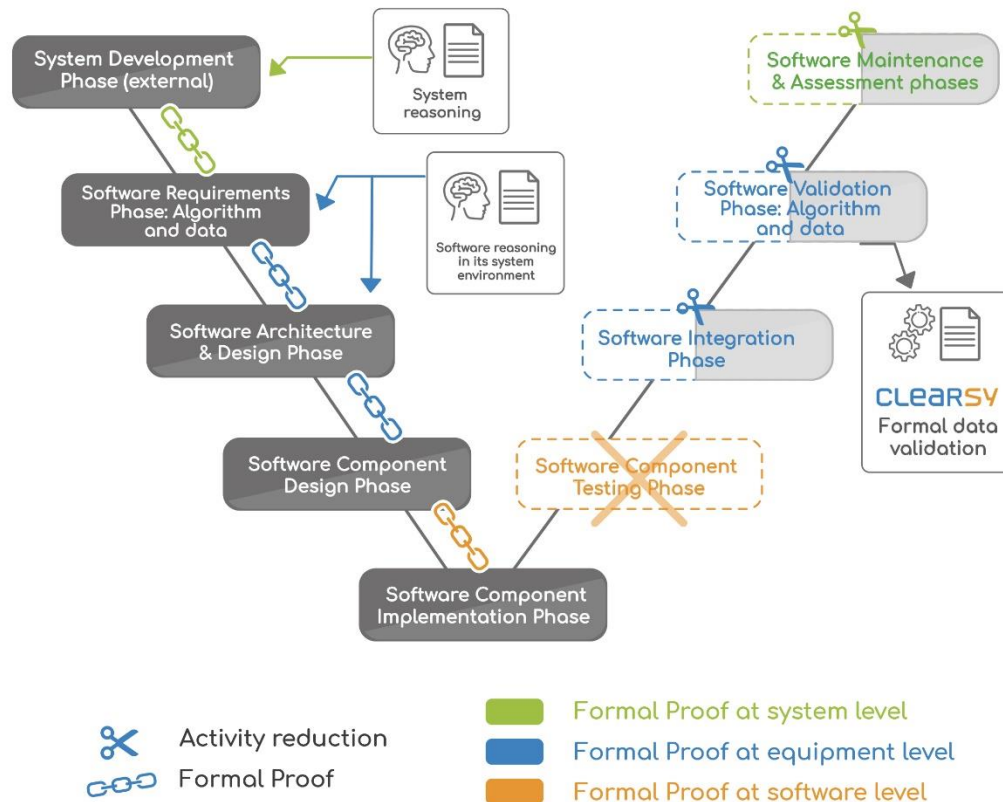 System Development
Phase (external)
System
reasoning
Software Maintenance
& Assessment phases
Software Requirements
Phase: Algorithm
and data
Software reasoning
in its system
environment
Software Validation
Phase: Algorithm
and data
Software Architecture
& Design Phase
Software Integration
Phase
CLEARSY
Formal data
validation
Software Component
Design Phase
Software Component
Testing Phase
Software Component
Implementation Phase
Activity reduction
Formal Proof
Formal Proof at system level
Formal Proof at equipment level
Formal Proof at software level